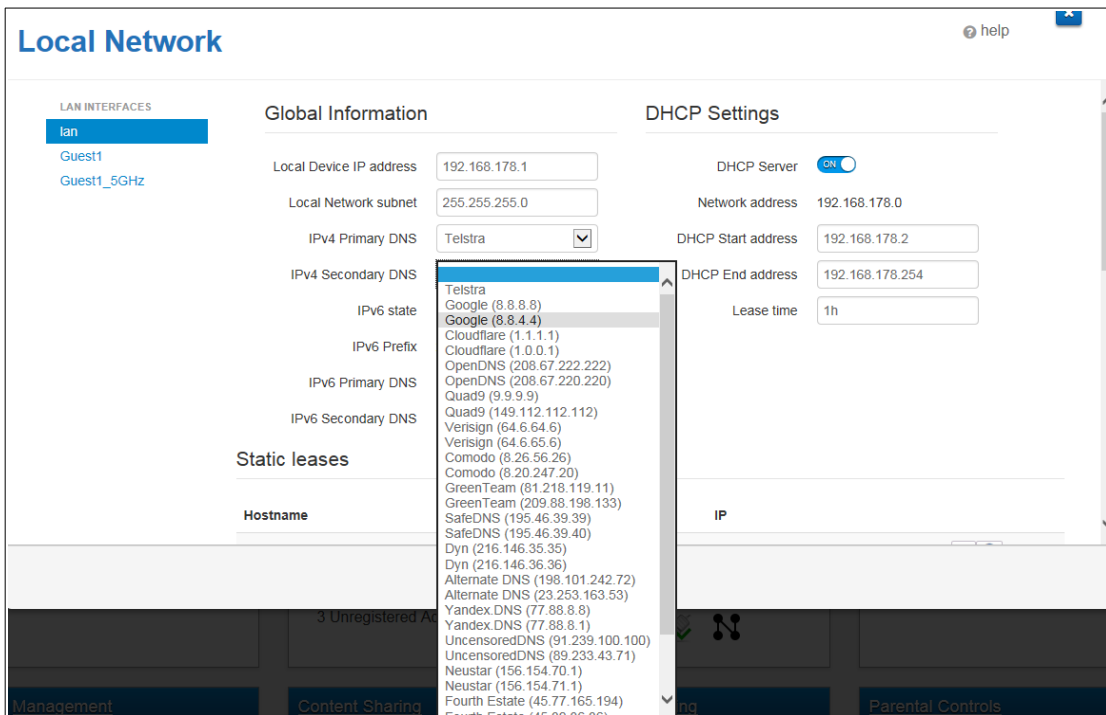 Local Network
help
LAN INTERFACES
lan
Guest1
Guest1_5GHz
Global Information
Local Device IP address 192.168.178.1
Local Network subnet 255.255.255.0
IPv4 Primary DNS Telstra
IPv4 Secondary DNS
IPv6 state
IPv6 Prefix
IPv6 Primary DNS
IPv6 Secondary DNS
Telstra
Google (8.8.8.8)
Google (8.8.4.4)
Cloudflare (1.1.1.1)
Cloudflare (1.0.0.1)
OpenDNS (208.67.222.222)
OpenDNS (208.67.220.220)
Quad9 (9.9.9.9)
Quad9 (149.112.112.112)
Verisign (64.6.64.6)
Verisign (64.6.65.6)
Comodo (8.26.56.26)
Comodo (8.20.247.20)
GreenTeam (81.218.119.11)
GreenTeam (209.88.198.133)
SafeDNS (195.46.39.39)
SafeDNS (195.46.39.40)
Dyn (216.146.35.35)
Dyn (216.146.36.36)
Alternate DNS (198.101.242.72)
Alternate DNS (23.253.163.53)
Yandex.DNS (77.88.8.8)
Yandex.DNS (77.88.8.1)
UncensoredDNS (91.239.100.100)
UncensoredDNS (89.233.43.71)
Neustar (156.154.70.1)
Neustar (156.154.71.1)
Fourth Estate (45.77.165.194)
DHCP Settings
DHCP Server ON
Network address 192.168.178.0
DHCP Start address 192.168.178.2
DHCP End address 192.168.178.254
Lease time 1h
Static leases
Hostname IP
3 Unregistered
Management
Content Sharing
Parental Controls